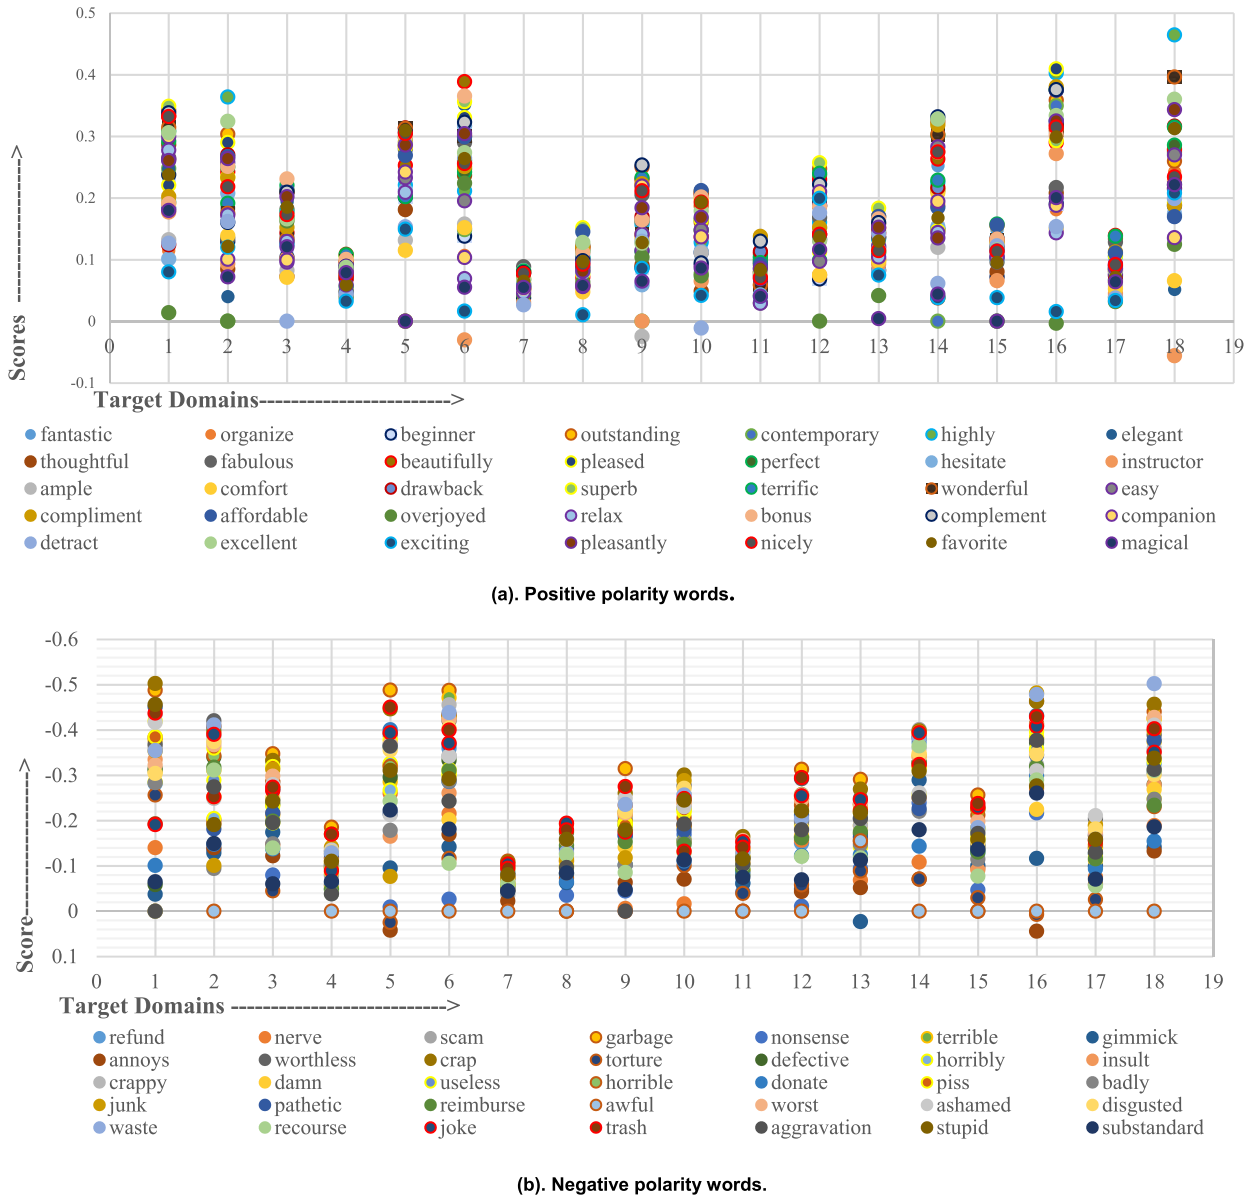 0.5
0.4
0.3
0.2
0.1
0
-0.1
Scores --------------->
0 1 2 3 4 5 6 7 8 9 10 11 12 13 14 15 16 17 18 19
Target Domains------------------------->
fantastic organize beginner outstanding contemporary highly elegant
thoughtful fabulous beautifully pleased perfect hesitate instructor
ample comfort drawback superb terrific wonderful easy
compliment affordable overjoyed relax bonus complement companion
detract excellent exciting pleasantly nicely favorite magical
(a). Positive polarity words.
-0.6
-0.5
-0.4
-0.3
-0.2
-0.1
0
0.1
Score--------------------->
0 1 2 3 4 5 6 7 8 9 10 11 12 13 14 15 16 17 18 19
Target Domains --------------------------->
refund nerve scam garbage nonsense terrible gimmick
annoys worthless crap torture defective horribly insult
crappy damn useless horrible donate piss badly
junk pathetic reimburse awful worst ashamed disgusted
waste recourse joke trash aggravation stupid substandard
(b). Negative polarity words.